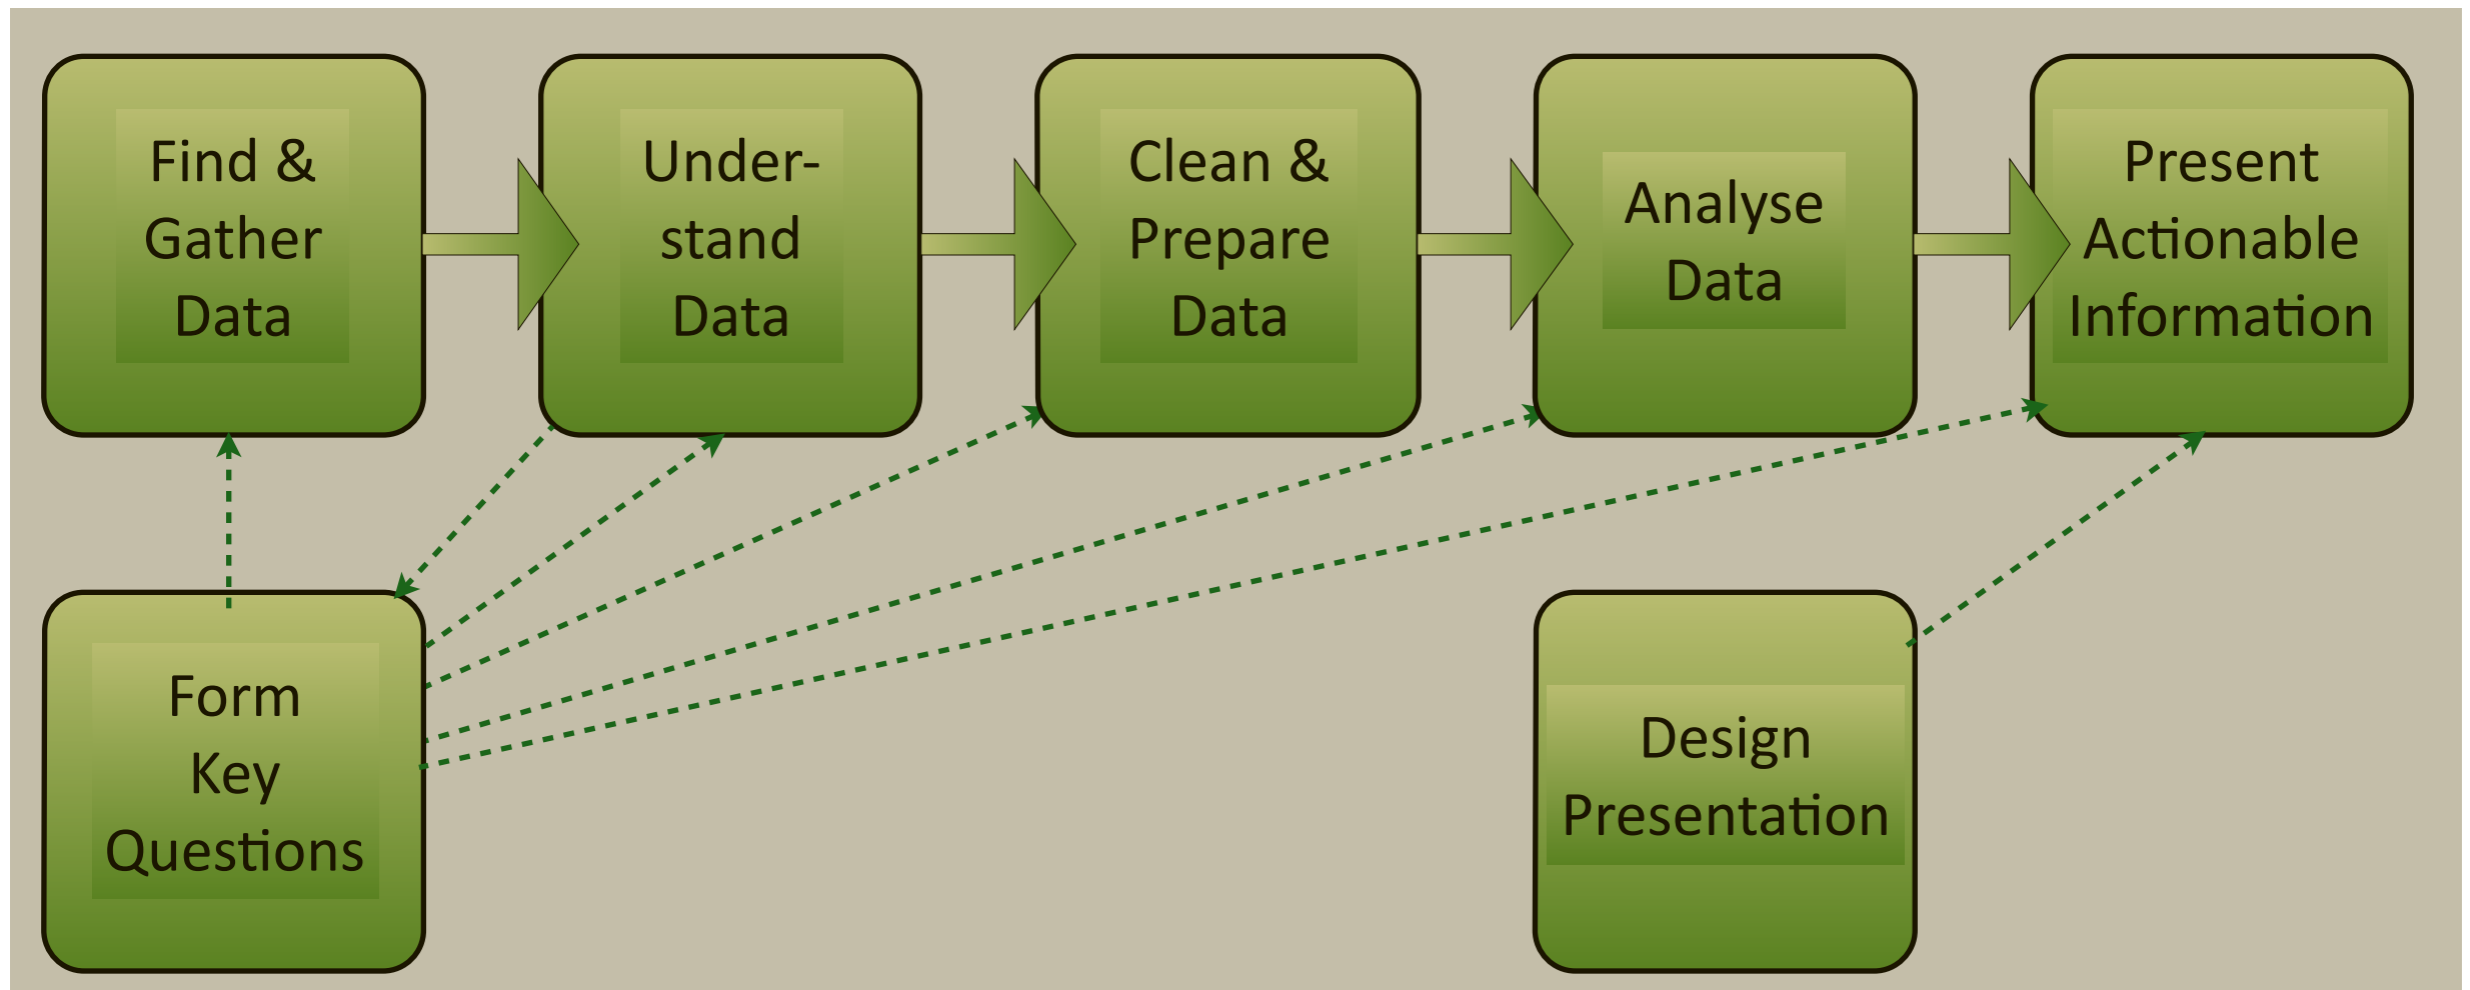 Find &
Gather
Data
Under-
stand
Data
Clean &
Prepare
Data
Analyse
Data
Present
Actionable
Information
Form
Key
Questions
Design
Presentation